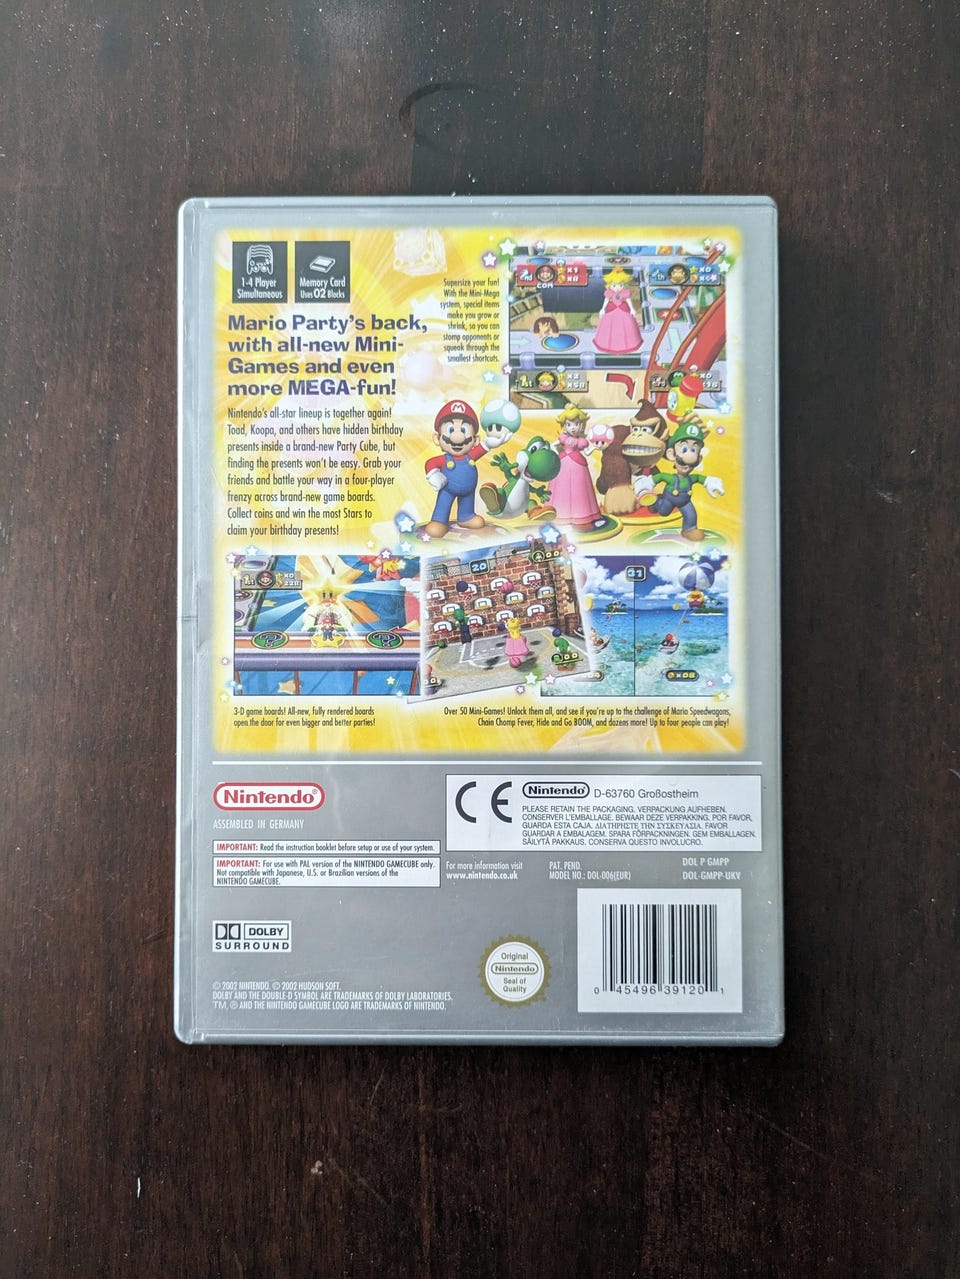 1-4 Player
Simultaneous
Memory Card
Uses 02 Blocks
Mario Party's back,
with all-new Mini-
Games and even
more MEGA-fun!
Nintendo's all-star lineup is together again!
Toad, Koopa, and others have hidden birthday
presents inside a brand-new Party Cube, but
finding the presents won't be easy. Grab your
friends and battle your way in a four-player
frenzy across brand-new game boards.
Collect coins and win the most Stars to
claim your birthday presents!
Supersize your fun!
With the Mini-Mega
system, special items
make you grow or
shrink, so you can
stomp opponents or
squeak through the
smallest shortcuts.
COM
20
31
3-D game boards! All-new, fully rendered boards
open the door for even bigger and better parties!
Over 50 Mini-Games! Unlock them all, and see if you're up to the challenge of Mario Speedwagons,
Chain Chomp Fever, Hide and Go BOOM, and dozens more! Up to four people can play!
Nintendo®
ASSEMBLED IN GERMANY
IMPORTANT: Read the instruction booklet before setup or use of your system.
IMPORTANT: For use with PAL version of the NINTENDO GAMECUBE only.
Not compatible with Japanese, U.S. or Brazilian versions of the
NINTENDO GAMECUBE.
CE
Nintendo® D-63760 Großostheim
PLEASE RETAIN THE PACKAGING. VERPACKUNG AUFHEBEN.
CONSERVER L'EMBALLAGE. BEWAAR DEZE VERPAKKING. POR FAVOR,
GUARDA ESTA CAJA. ΔΙΑΤΗΡΗΣΤΕ ΤΗΝ ΣΥΣΚΕΥΑΣΙΑ. FAVOR
GUARDAR A EMBALAGEM. SPARA FÖRPACKNINGEN. GEM EMBALLAGEN.
SÄILYTÄ PAKKAUS. CONSERVA QUESTO INVOLUCRO.
For more information visit
www.nintendo.co.uk
PAT. PEND.
MODEL NO.: DOL-006(EUR)
DOL P GMPP
DOL-GMPP-UKV
DOLBY
SURROUND
Original
Nintendo
Seal of
Quality
0 45496 39120 1
© 2002 NINTENDO. © 2002 HUDSON SOFT.
DOLBY AND THE DOUBLE-D SYMBOL ARE TRADEMARKS OF DOLBY LABORATORIES.
TM, ® AND THE NINTENDO GAMECUBE LOGO ARE TRADEMARKS OF NINTENDO.